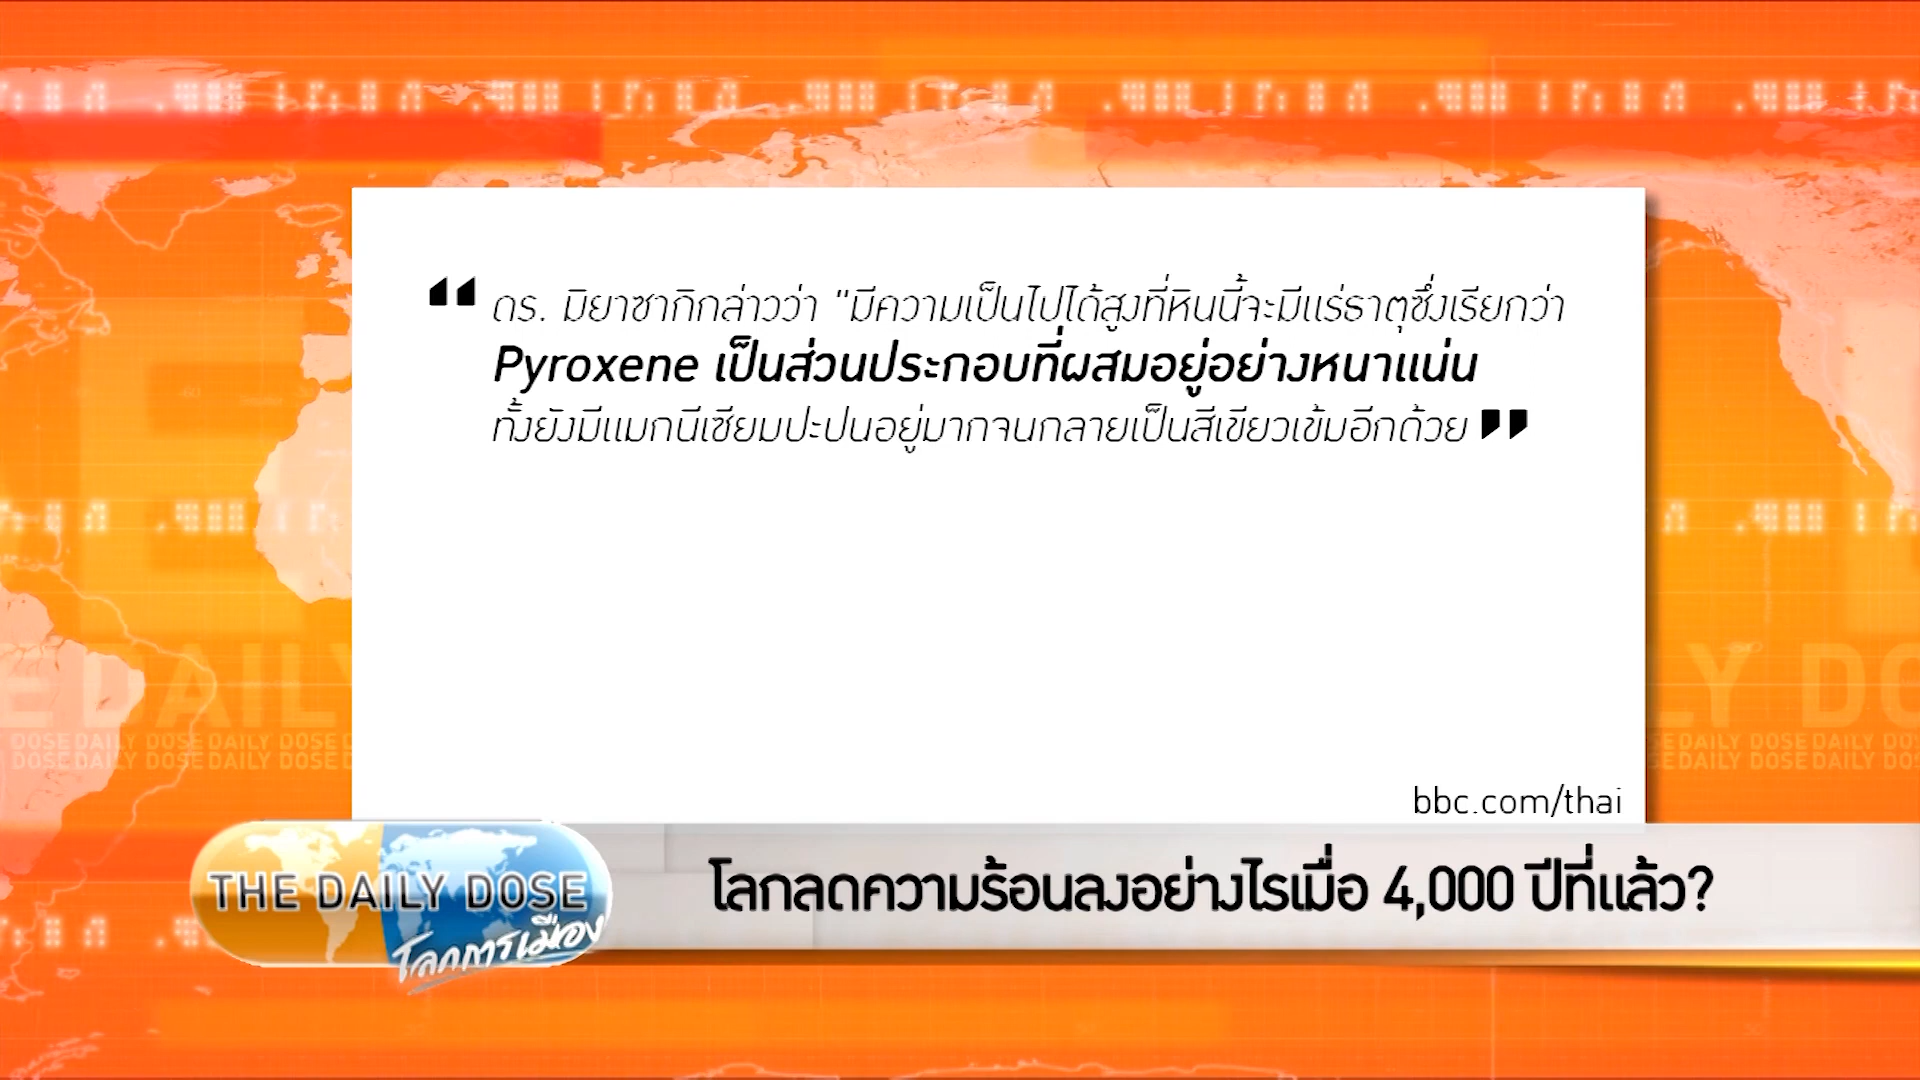 ดร. มิยาซากิกล่าวว่า "มีความเป็นไปได้สูงที่หินนี้จะมีแร่ธาตุซึ่งเรียกว่า
Pyroxene เป็นส่วนประกอบที่ผสมอยู่อย่างหนาแน่น
ทั้งยังมีแมกนีเซียมปะปนอยู่มากจนกลายเป็นสีเขียวเข้มอีกด้วย
bbc.com/thai
THE DAILY DOSE
โลกการเมือง
โลกลดความร้อนลงอย่างไรเมื่อ 4,000 ปีที่แล้ว?